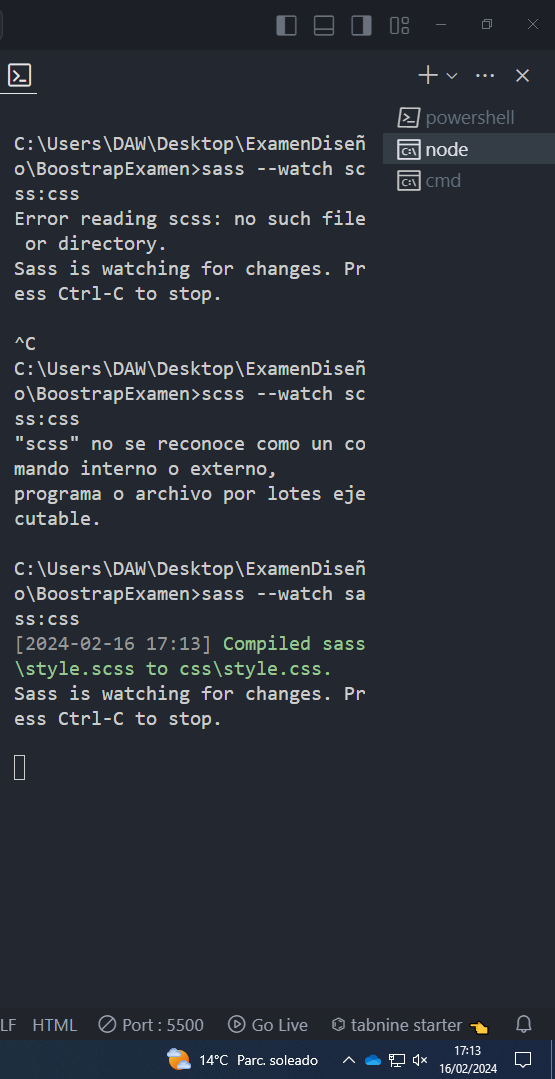 powershell
node
cmd
C:\Users\DAW\Desktop\ExamenDiseñ
o\BoostrapExamen>sass --watch sc
ss:css
Error reading scss: no such file
 or directory.
Sass is watching for changes. Pr
ess Ctrl-C to stop.
^C
C:\Users\DAW\Desktop\ExamenDiseñ
o\BoostrapExamen>scss --watch sc
ss:css
"scss" no se reconoce como un co
mando interno o externo,
programa o archivo por lotes eje
cutable.
C:\Users\DAW\Desktop\ExamenDiseñ
o\BoostrapExamen>sass --watch sa
ss:css
[2024-02-16 17:13] Compiled sass
\style.scss to css\style.css.
Sass is watching for changes. Pr
ess Ctrl-C to stop.
LF HTML Port : 5500 Go Live tabnine starter
14°C Parc. soleado
17:13
16/02/2024